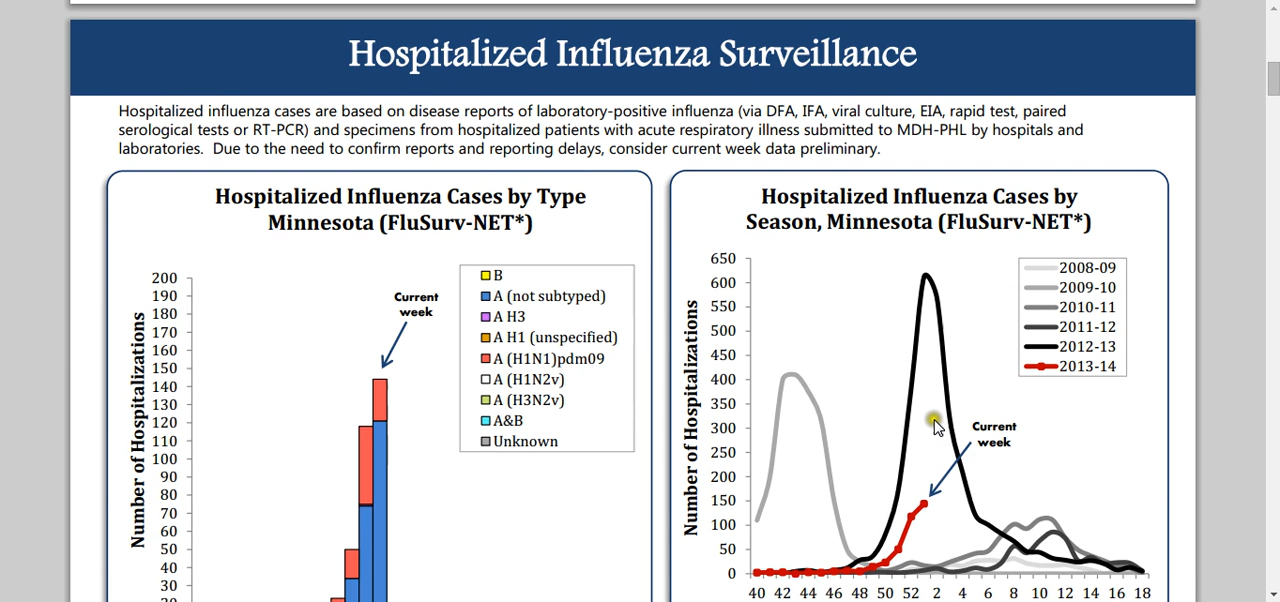 Hospitalized Influenza Surveillance
Hospitalized influenza cases are based on disease reports of laboratory-positive influenza (via DFA, IFA, viral culture, EIA, rapid test, paired
serological tests or RT-PCR) and specimens from hospitalized patients with acute respiratory illness submitted to MDH-PHL by hospitals and
laboratories.  Due to the need to confirm reports and reporting delays, consider current week data preliminary.
Hospitalized Influenza Cases by Type
Minnesota (FluSurv-NET*)
Number of Hospitalizations
200
190
180
170
160
150
140
130
120
110
100
90
80
70
60
50
40
30
20
Current
week
B
A (not subtyped)
A H3
A H1 (unspecified)
A (H1N1)pdm09
A (H1N2v)
A (H3N2v)
A&B
Unknown
Hospitalized Influenza Cases by
Season, Minnesota (FluSurv-NET*)
Number of Hospitalizations
650
600
550
500
450
400
350
300
250
200
150
100
50
0
2008-09
2009-10
2010-11
2011-12
2012-13
2013-14
Current
week
40 42 44 46 48 50 52 2 4 6 8 10 12 14 16 18